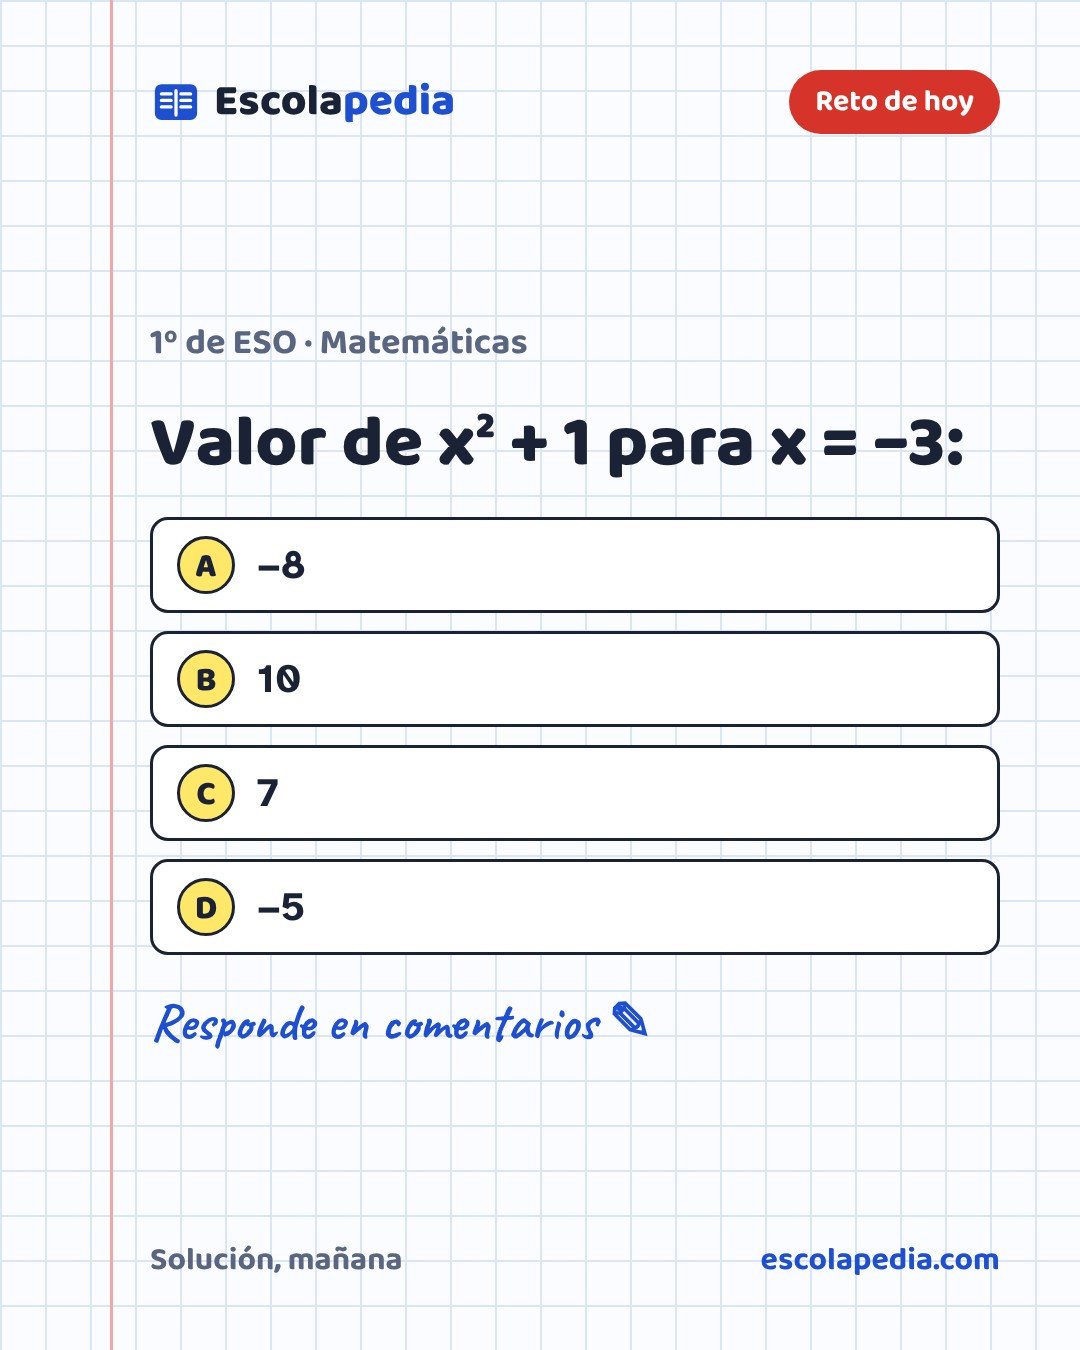 Escolapedia
Reto de hoy
1º de ESO · Matemáticas
Valor de x² + 1 para x = −3:
A −8
B 10
C 7
D −5
Responde en comentarios ✎
Solución, mañana
escolapedia.com